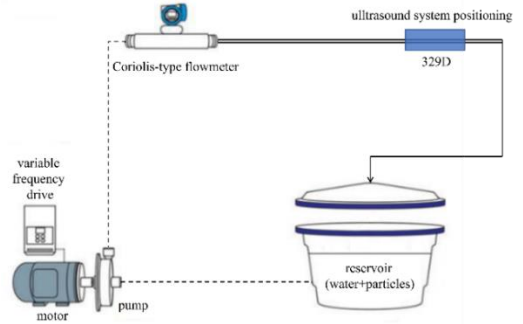 ulltrasound system positioning
Coriolis-type flowmeter
329D
variable
frequency
drive
reservoir
(water+particles)
pump
motor